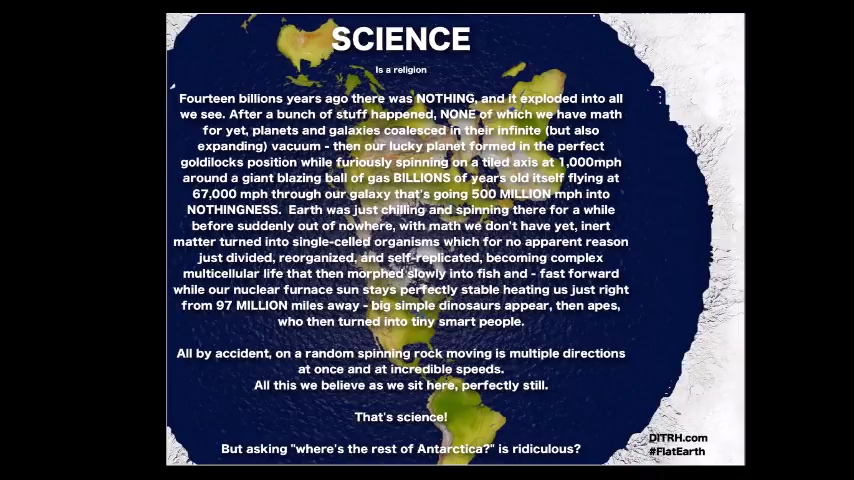 SCIENCE
Is a religion
Fourteen billions years ago there was NOTHING, and it exploded into all
we see. After a bunch of stuff happened, NONE of which we have math
for yet, planets and galaxies coalesced in their infinite (but also
expanding) vacuum - then our lucky planet formed in the perfect
goldilocks position while furiously spinning on a tiled axis at 1,000mph
around a giant blazing ball of gas BILLIONS of years old itself flying at
67,000 mph through our galaxy that's going 500 MILLION mph into
NOTHINGNESS. Earth was just chilling and spinning there for a while
before suddenly out of nowhere, with math we don't have yet, inert
matter turned into single-celled organisms which for no apparent reason
just divided, reorganized, and self-replicated, becoming complex
multicellular life that then morphed slowly into fish and - fast forward
while our nuclear furnace sun stays perfectly stable heating us just right
from 97 MILLION miles away - big simple dinosaurs appear, then apes,
who then turned into tiny smart people.
All by accident, on a random spinning rock moving is multiple directions
at once and at incredible speeds.
All this we believe as we sit here, perfectly still.
That's science!
But asking "where's the rest of Antarctica?" is ridiculous?
DITRH.com
#FlatEarth